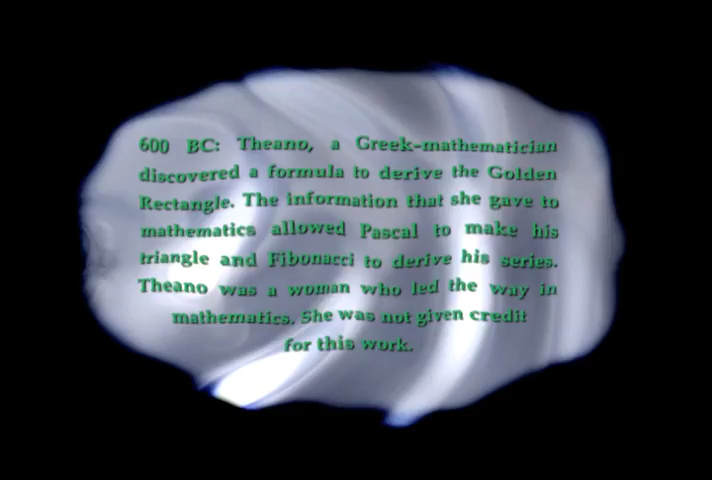 600 BC: Theano, a Greek-mathematician
discovered a formula to derive the Golden
Rectangle. The information that she gave to
mathematics allowed Pascal to make his
triangle and Fibonacci to derive his series.
Theano was a woman who led the way in
mathematics. She was not given credit
for this work.